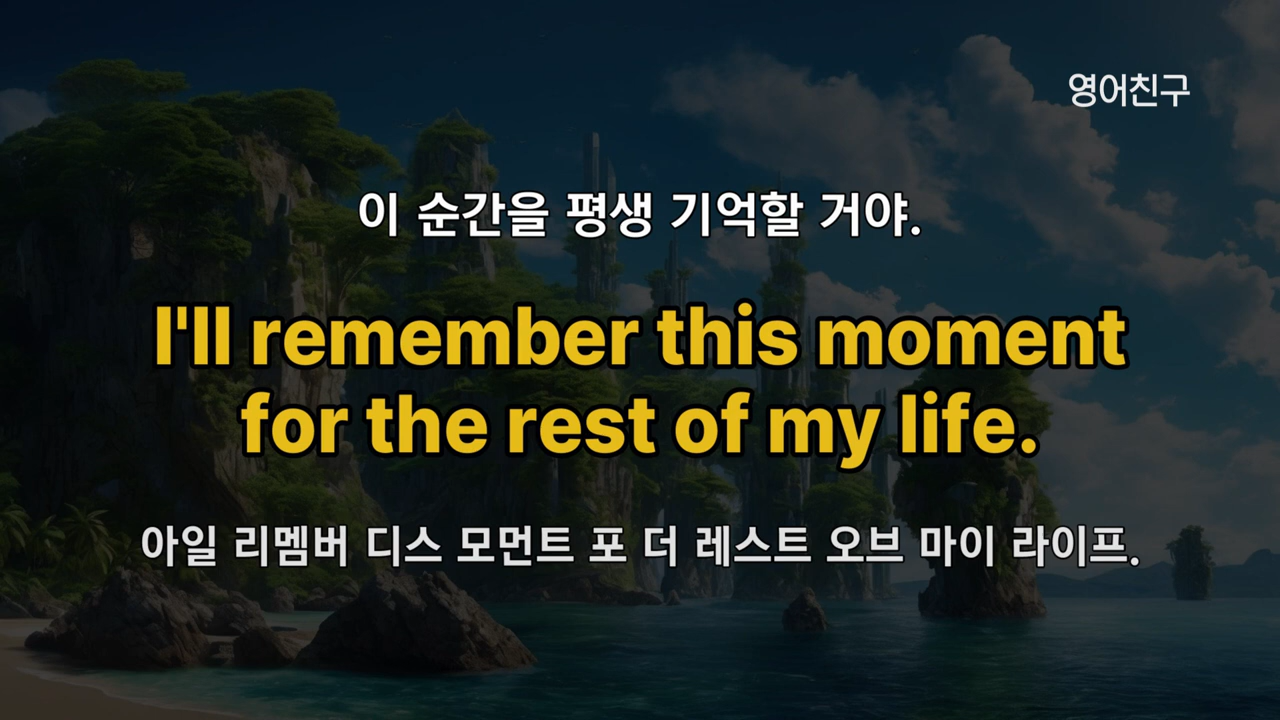 영어친구
이 순간을 평생 기억할 거야.
I'll remember this moment
for the rest of my life.
아일 리멤버 디스 모먼트 포 더 레스트 오브 마이 라이프.